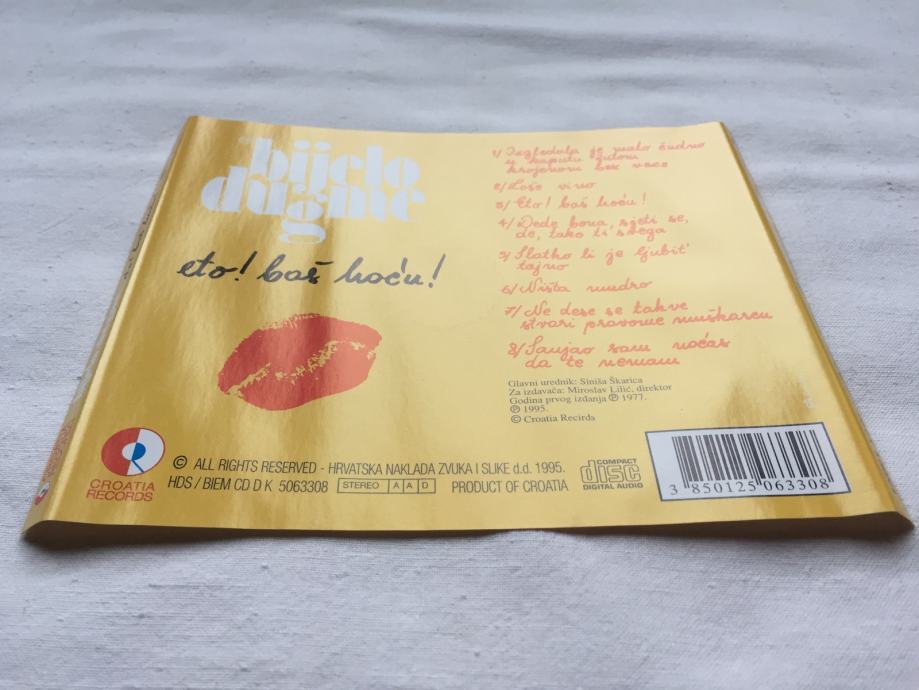 bijelo
dugme
eto! baš hoću!
1/ Izgledala je malo čudno
u kaputu žutom
krojenom bez veze
2/ Loše vino
3/ Eto! baš hoću!
4/ Dede bona, sjeti se,
de, tako ti svega
5/ Slatko li je ljubit'
tajno
6/ Ništa mudro
7/ Ne dese se takve
stvari pravome muškarcu
8/ Sanjao sam noćas
da te nemam
Glavni urednik: Siniša Škarica
Za izdavača: Miroslav Lilić, direktor
Godina prvog izdanja ℗ 1977.
℗ 1995.
© Croatia Recirds
CROATIA
RECORDS
© ALL RIGHTS RESERVED - HRVATSKA NAKLADA ZVUKA I SLIKE d.d. 1995.
HDS / BIEM CD D K 5063308 STEREO A A D PRODUCT OF CROATIA
COMPACT
disc
DIGITAL AUDIO
3 850125 063308